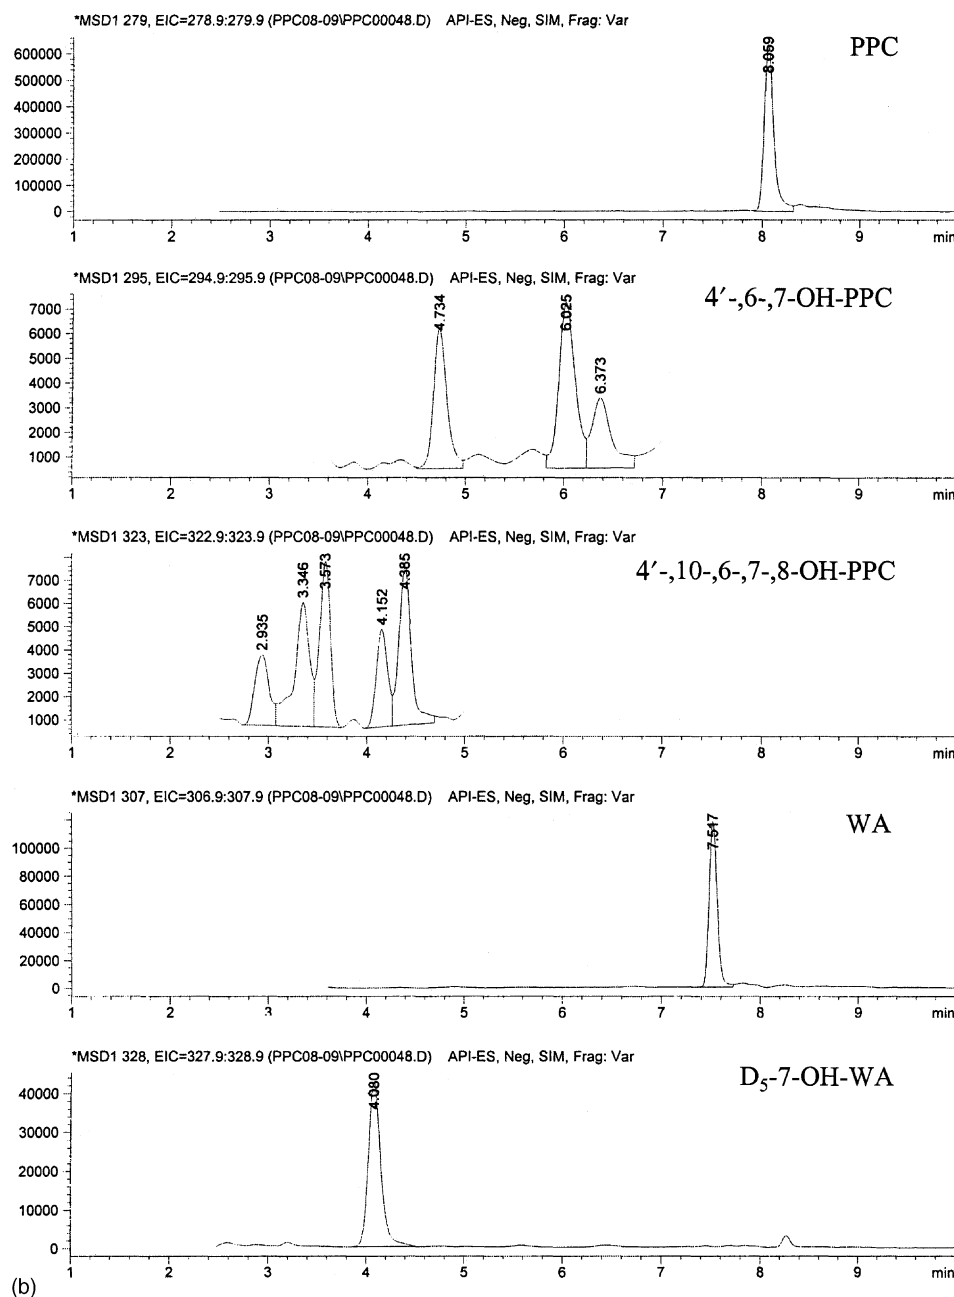 *MSD1 279, EIC=278.9:279.9 (PPC08-09\PPC00048.D) API-ES, Neg, SIM, Frag: Var
PPC
8.069
600000
500000
400000
300000
200000
100000
0
1 2 3 4 5 6 7 8 9 min
*MSD1 295, EIC=294.9:295.9 (PPC08-09\PPC00048.D) API-ES, Neg, SIM, Frag: Var
4′-,6-,7-OH-PPC
4.734
6.025
6.373
7000
6000
5000
4000
3000
2000
1000
1 2 3 4 5 6 7 8 9 min
*MSD1 323, EIC=322.9:323.9 (PPC08-09\PPC00048.D) API-ES, Neg, SIM, Frag: Var
4′-,10-,6-,7-,8-OH-PPC
2.935
3.346
3.573
4.152
4.385
7000
6000
5000
4000
3000
2000
1000
1 2 3 4 5 6 7 8 9 min
*MSD1 307, EIC=306.9:307.9 (PPC08-09\PPC00048.D) API-ES, Neg, SIM, Frag: Var
WA
7.517
100000
80000
60000
40000
20000
0
1 2 3 4 5 6 7 8 9 min
*MSD1 328, EIC=327.9:328.9 (PPC08-09\PPC00048.D) API-ES, Neg, SIM, Frag: Var
D₅-7-OH-WA
4.080
40000
30000
20000
10000
0
1 2 3 4 5 6 7 8 9 min
(b)